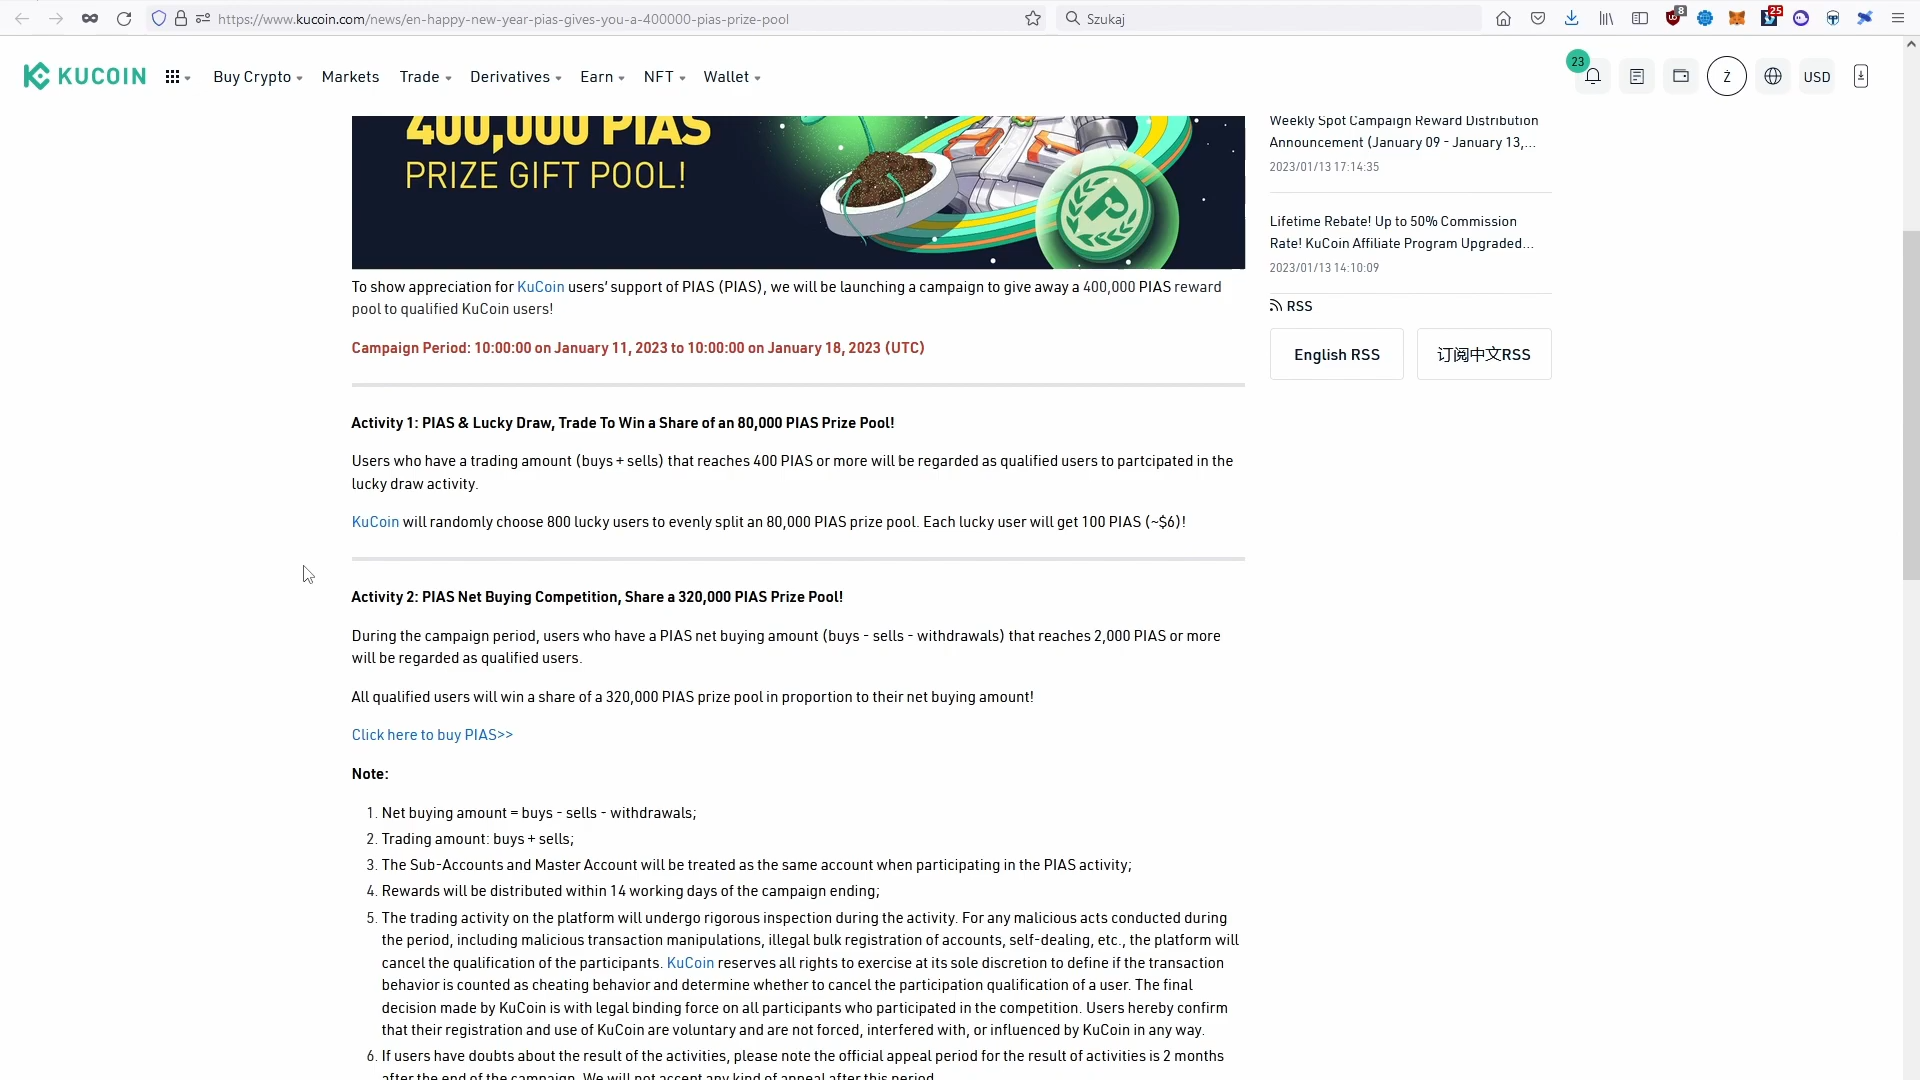 https://www.kucoin.com/news/en-happy-new-year-pias-gives-you-a-400000-pias-prize-pool
Szukaj
8
25
KUCOIN
Buy Crypto
Markets
Trade
Derivatives
Earn
NFT
Wallet
23
Ż
USD
400,000 PIAS
PRIZE GIFT POOL!
To show appreciation for KuCoin users’ support of PIAS (PIAS), we will be launching a campaign to give away a 400,000 PIAS reward
pool to qualified KuCoin users!
Campaign Period: 10:00:00 on January 11, 2023 to 10:00:00 on January 18, 2023 (UTC)
Activity 1: PIAS & Lucky Draw, Trade To Win a Share of an 80,000 PIAS Prize Pool!
Users who have a trading amount (buys + sells) that reaches 400 PIAS or more will be regarded as qualified users to partcipated in the
lucky draw activity.
KuCoin will randomly choose 800 lucky users to evenly split an 80,000 PIAS prize pool. Each lucky user will get 100 PIAS (~$6)!
Activity 2: PIAS Net Buying Competition, Share a 320,000 PIAS Prize Pool!
During the campaign period, users who have a PIAS net buying amount (buys - sells - withdrawals) that reaches 2,000 PIAS or more
will be regarded as qualified users.
All qualified users will win a share of a 320,000 PIAS prize pool in proportion to their net buying amount!
Click here to buy PIAS>>
Note:
1. Net buying amount = buys - sells - withdrawals;
2. Trading amount: buys + sells;
3. The Sub-Accounts and Master Account will be treated as the same account when participating in the PIAS activity;
4. Rewards will be distributed within 14 working days of the campaign ending;
5. The trading activity on the platform will undergo rigorous inspection during the activity. For any malicious acts conducted during
the period, including malicious transaction manipulations, illegal bulk registration of accounts, self-dealing, etc., the platform will
cancel the qualification of the participants. KuCoin reserves all rights to exercise at its sole discretion to define if the transaction
behavior is counted as cheating behavior and determine whether to cancel the participation qualification of a user. The final
decision made by KuCoin is with legal binding force on all participants who participated in the competition. Users hereby confirm
that their registration and use of KuCoin are voluntary and are not forced, interfered with, or influenced by KuCoin in any way.
6. If users have doubts about the result of the activities, please note the official appeal period for the result of activities is 2 months
after the end of the campaign. We will not accept any kind of appeal after this period.
Weekly Spot Campaign Reward Distribution
Announcement (January 09 - January 13,...
2023/01/13 17:14:35
Lifetime Rebate! Up to 50% Commission
Rate! KuCoin Affiliate Program Upgraded...
2023/01/13 14:10:09
RSS
English RSS
订阅中文RSS